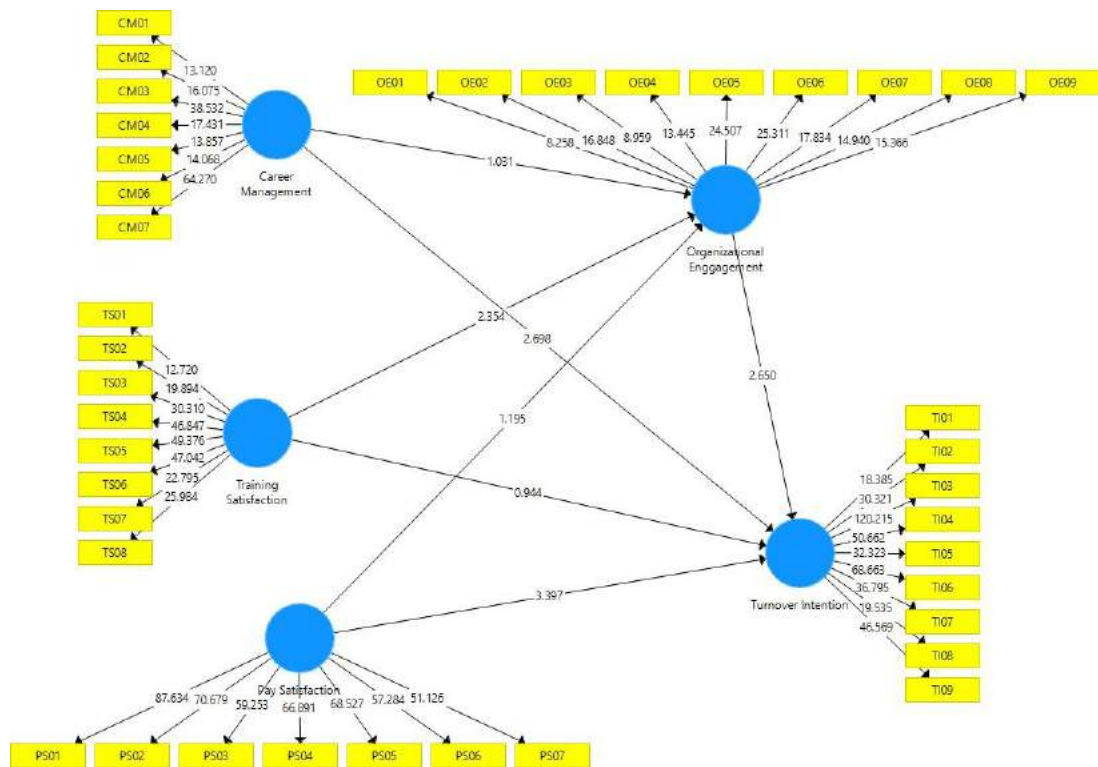 CM01
CM02
CM03
CM04
CM05
CM06
CM07
13.120
16.075
38.532
17.431
13.857
14.068
64.270
Career
Management
OE01
OE02
OE03
OE04
OE05
OE06
OE07
OE08
OE09
8.258
16.848
8.959
13.445
24.507
25.311
17.834
14.940
15.366
1.031
Organizational
Enggagement
TS01
TS02
TS03
TS04
TS05
TS06
TS07
TS08
12.720
19.894
30.310
46.847
49.376
47.042
22.795
25.984
Training
Satisfaction
2.354
2.698
2.650
1.195
0.944
3.397
TI01
TI02
TI03
TI04
TI05
TI06
TI07
TI08
TI09
18.385
30.321
120.215
50.662
32.323
68.663
36.795
19.535
46.569
Turnover Intention
Pay Satisfaction
87.634
70.679
59.253
66.891
68.527
57.284
51.126
PS01
PS02
PS03
PS04
PS05
PS06
PS07